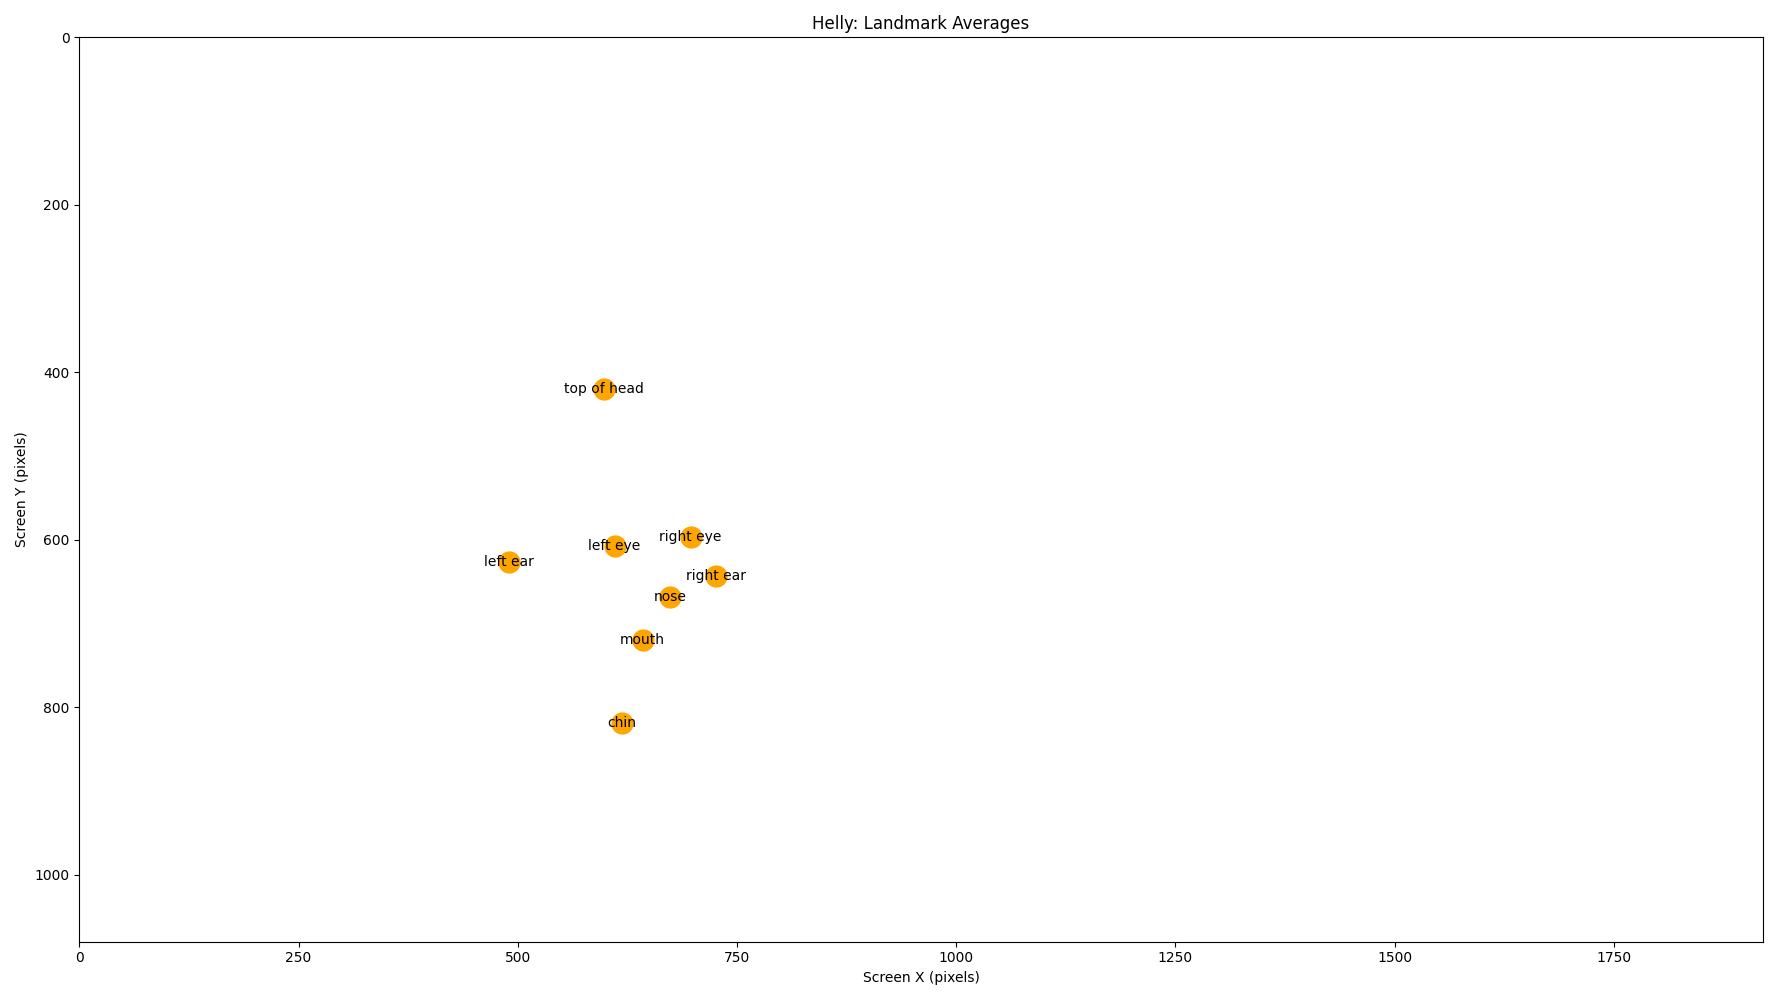 Helly: Landmark Averages
0
200
400
600
800
1000
Screen Y (pixels)
top of head
right eye
left eye
left ear
right ear
nose
mouth
chin
0 250 500 750 1000 1250 1500 1750
Screen X (pixels)